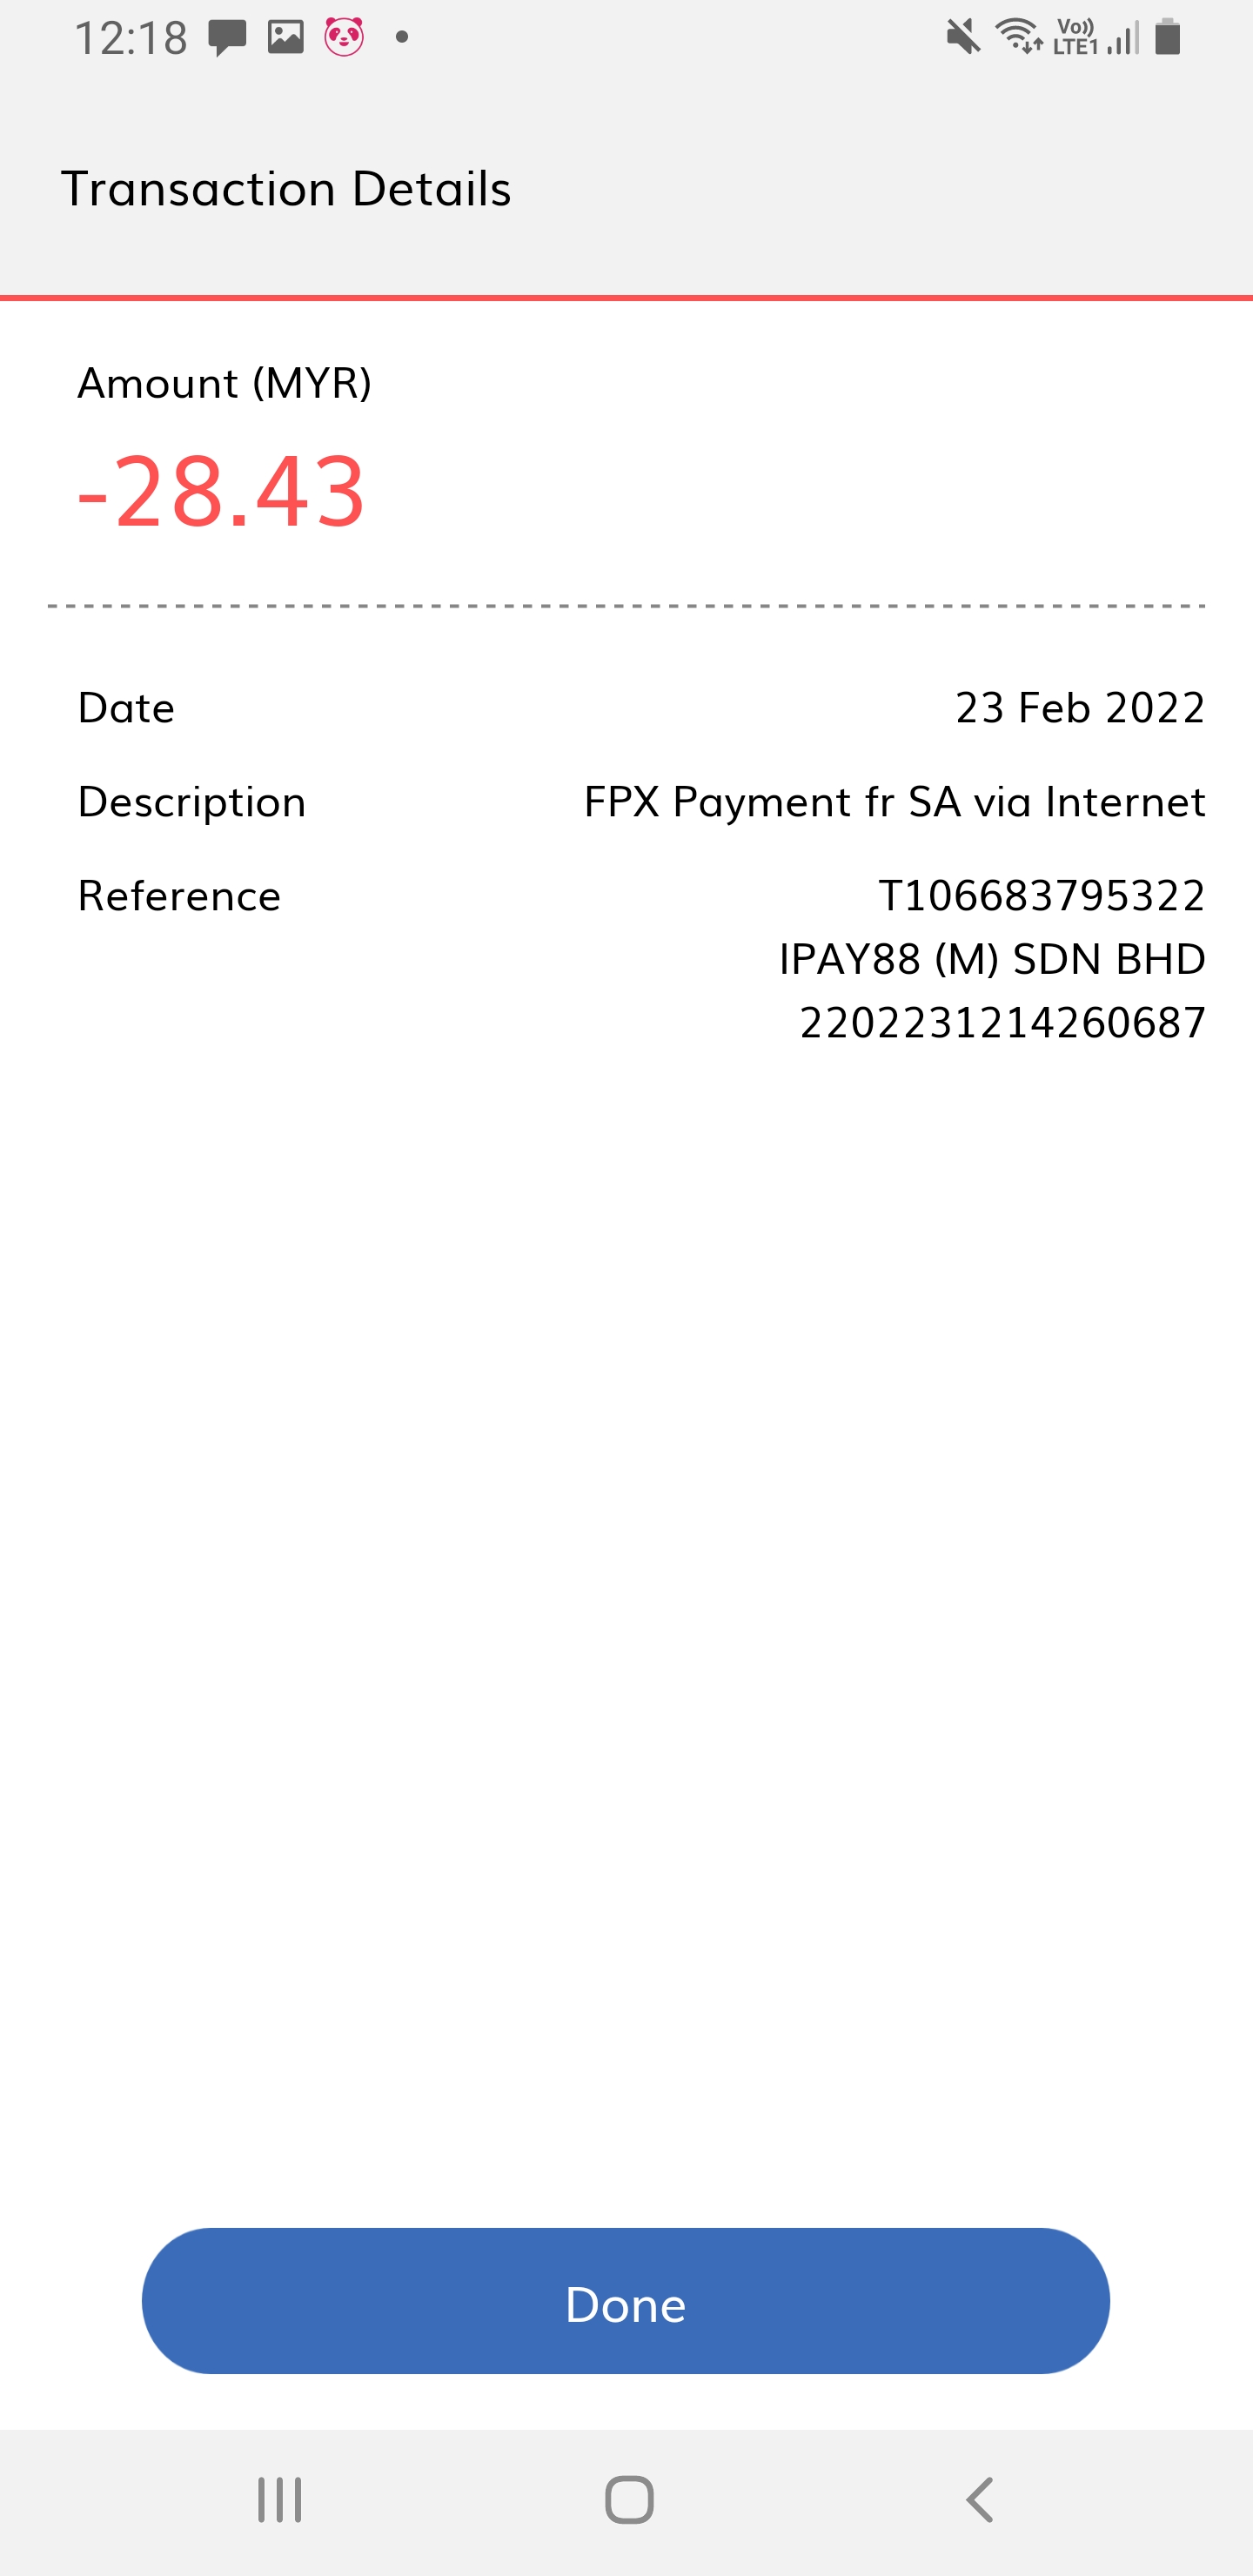 12:18
Vo)) LTE1
Transaction Details
Amount (MYR)
-28.43
Date 23 Feb 2022
Description FPX Payment fr SA via Internet
Reference T106683795322
IPAY88 (M) SDN BHD
2202231214260687
Done